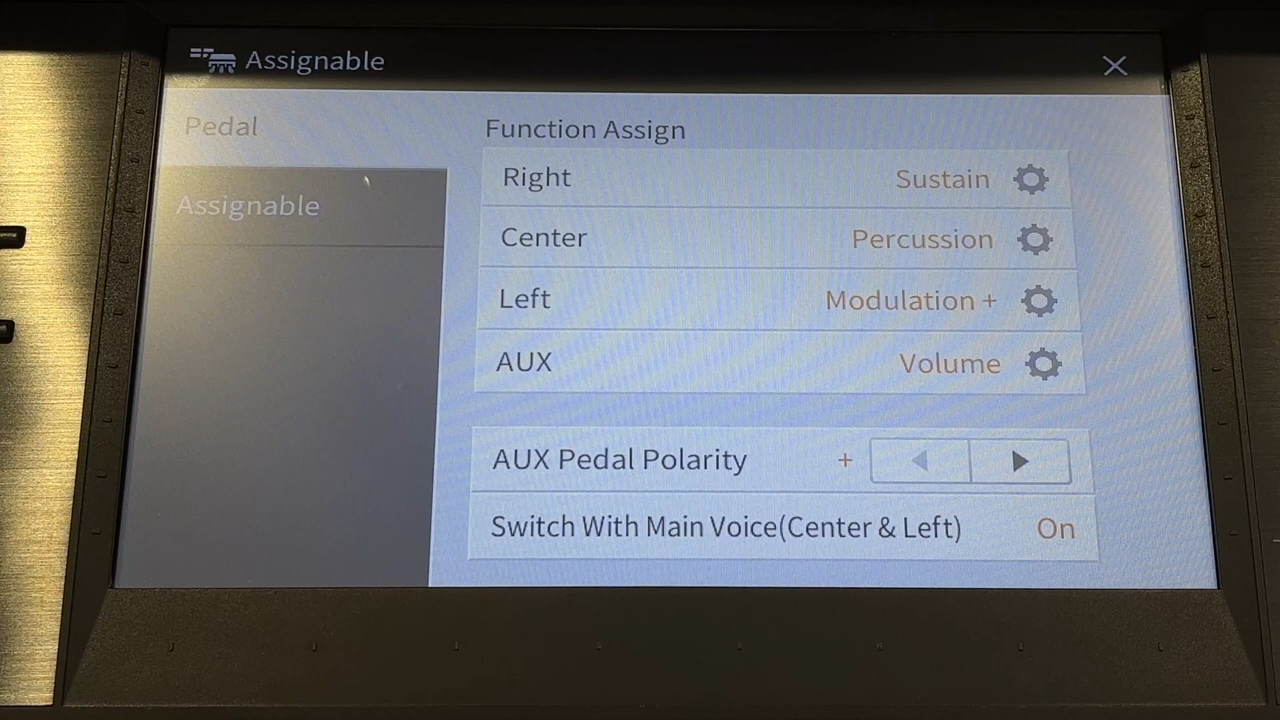 Assignable
Pedal
Assignable
Function Assign
Right Sustain
Center Percussion
Left Modulation +
AUX Volume
AUX Pedal Polarity +
Switch With Main Voice(Center & Left) On